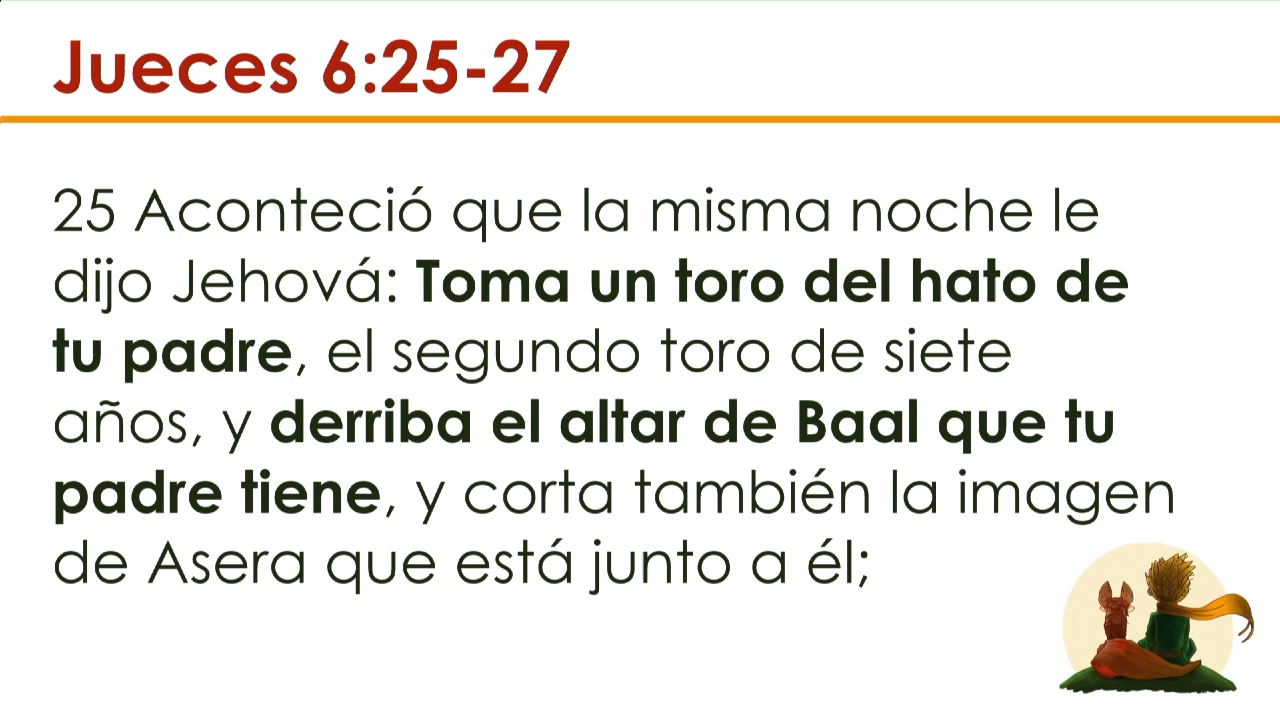 Jueces 6:25-27
25 Aconteció que la misma noche le
dijo Jehová: Toma un toro del hato de
tu padre, el segundo toro de siete
años, y derriba el altar de Baal que tu
padre tiene, y corta también la imagen
de Asera que está junto a él;